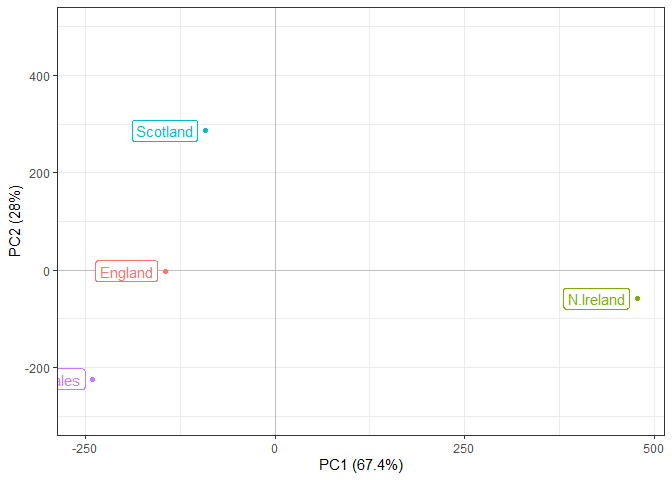 400
Scotland
200
PC2 (28%)
England
0
N.Ireland
-200
ales
-250
0
250
500
PC1 (67.4%)